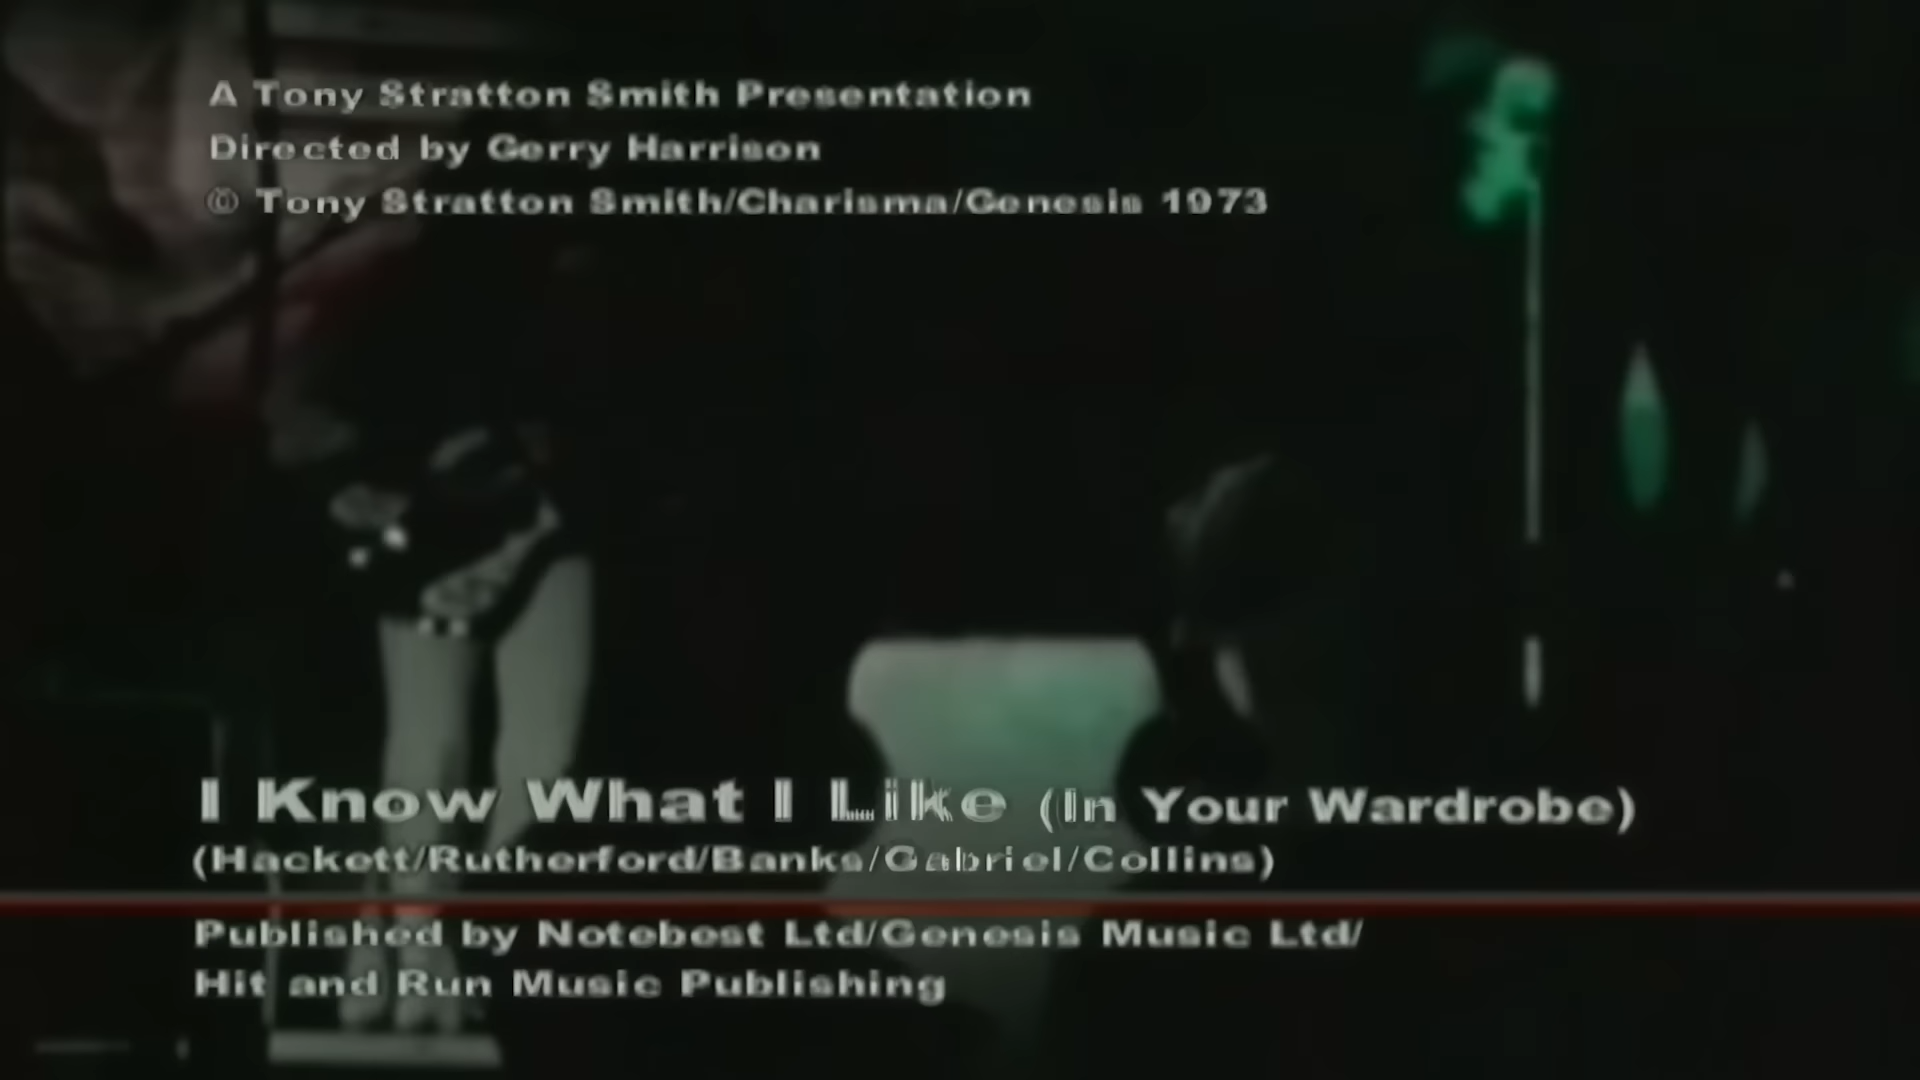 A Tony Stratton Smith Presentation
Directed by Gerry Harrison
© Tony Stratton Smith/Charisma/Genesis 1973
I Know What I Like (In Your Wardrobe)
(Hackett/Rutherford/Banks/Gabriel/Collins)
Published by Notebest Ltd/Genesis Music Ltd/
Hit and Run Music Publishing